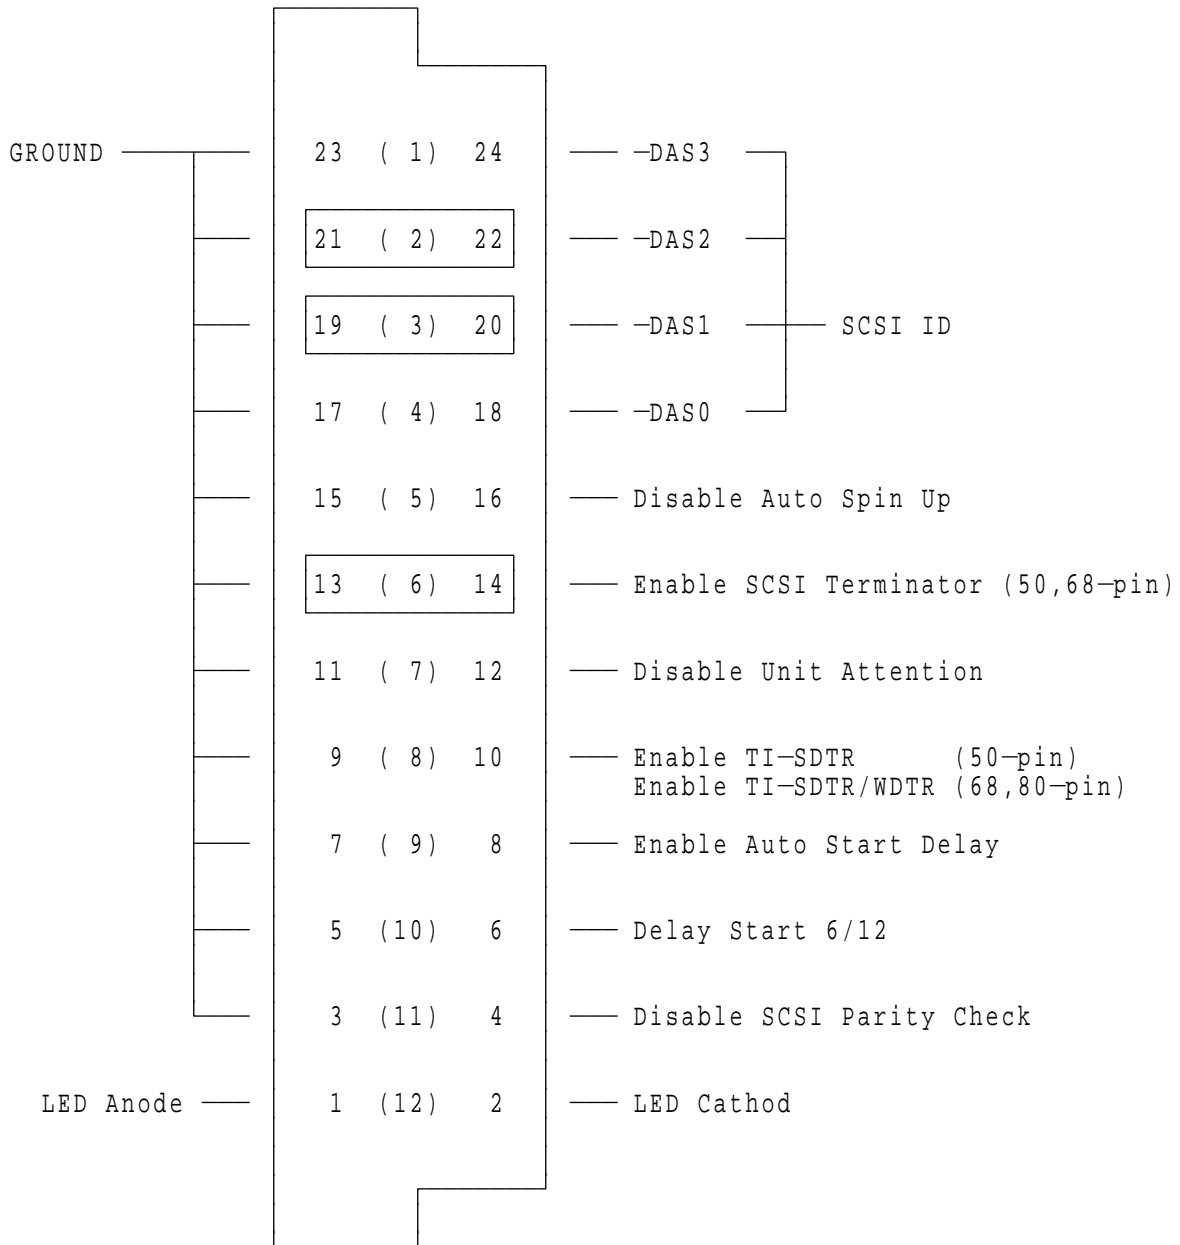 GROUND 23 ( 1) 24 —DAS3
21 ( 2) 22 —DAS2
19 ( 3) 20 —DAS1 SCSI ID
17 ( 4) 18 —DAS0
15 ( 5) 16 Disable Auto Spin Up
13 ( 6) 14 Enable SCSI Terminator (50,68—pin)
11 ( 7) 12 Disable Unit Attention
9 ( 8) 10 Enable TI—SDTR (50—pin)
Enable TI—SDTR/WDTR (68,80—pin)
7 ( 9) 8 Enable Auto Start Delay
5 (10) 6 Delay Start 6/12
3 (11) 4 Disable SCSI Parity Check
LED Anode 1 (12) 2 LED Cathod